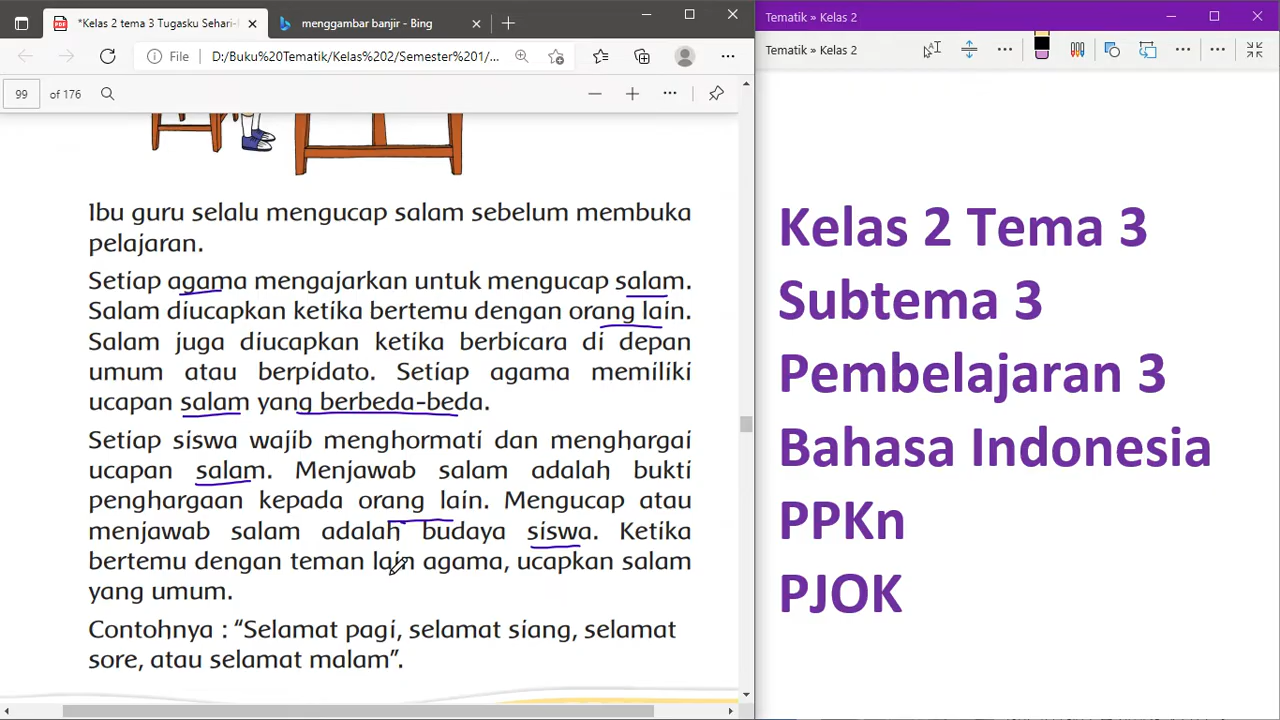 *Kelas 2 tema 3 Tugasku Sehari-
menggambar banjir - Bing
File
D:/Buku%20Tematik/Kelas%202/Semester%201/...
99
of 176
Ibu guru selalu mengucap salam sebelum membuka
pelajaran.
Setiap agama mengajarkan untuk mengucap salam.
Salam diucapkan ketika bertemu dengan orang lain.
Salam juga diucapkan ketika berbicara di depan
umum atau berpidato. Setiap agama memiliki
ucapan salam yang berbeda-beda.
Setiap siswa wajib menghormati dan menghargai
ucapan salam. Menjawab salam adalah bukti
penghargaan kepada orang lain. Mengucap atau
menjawab salam adalah budaya siswa. Ketika
bertemu dengan teman lain agama, ucapkan salam
yang umum.
Contohnya : “Selamat pagi, selamat siang, selamat
sore, atau selamat malam”.
Tematik » Kelas 2
Tematik » Kelas 2
Kelas 2 Tema 3
Subtema 3
Pembelajaran 3
Bahasa Indonesia
PPKn
PJOK